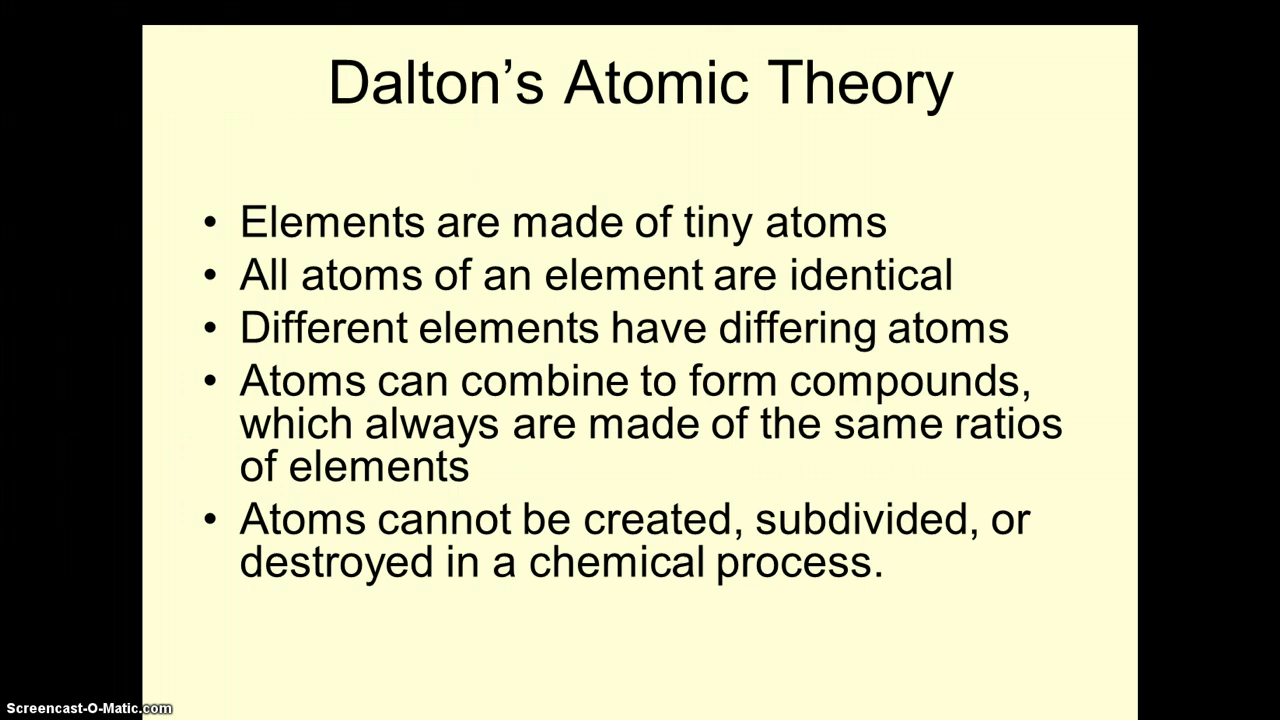 Dalton’s Atomic Theory
• Elements are made of tiny atoms
• All atoms of an element are identical
• Different elements have differing atoms
• Atoms can combine to form compounds,
which always are made of the same ratios
of elements
• Atoms cannot be created, subdivided, or
destroyed in a chemical process.
Screencast-O-Matic.com